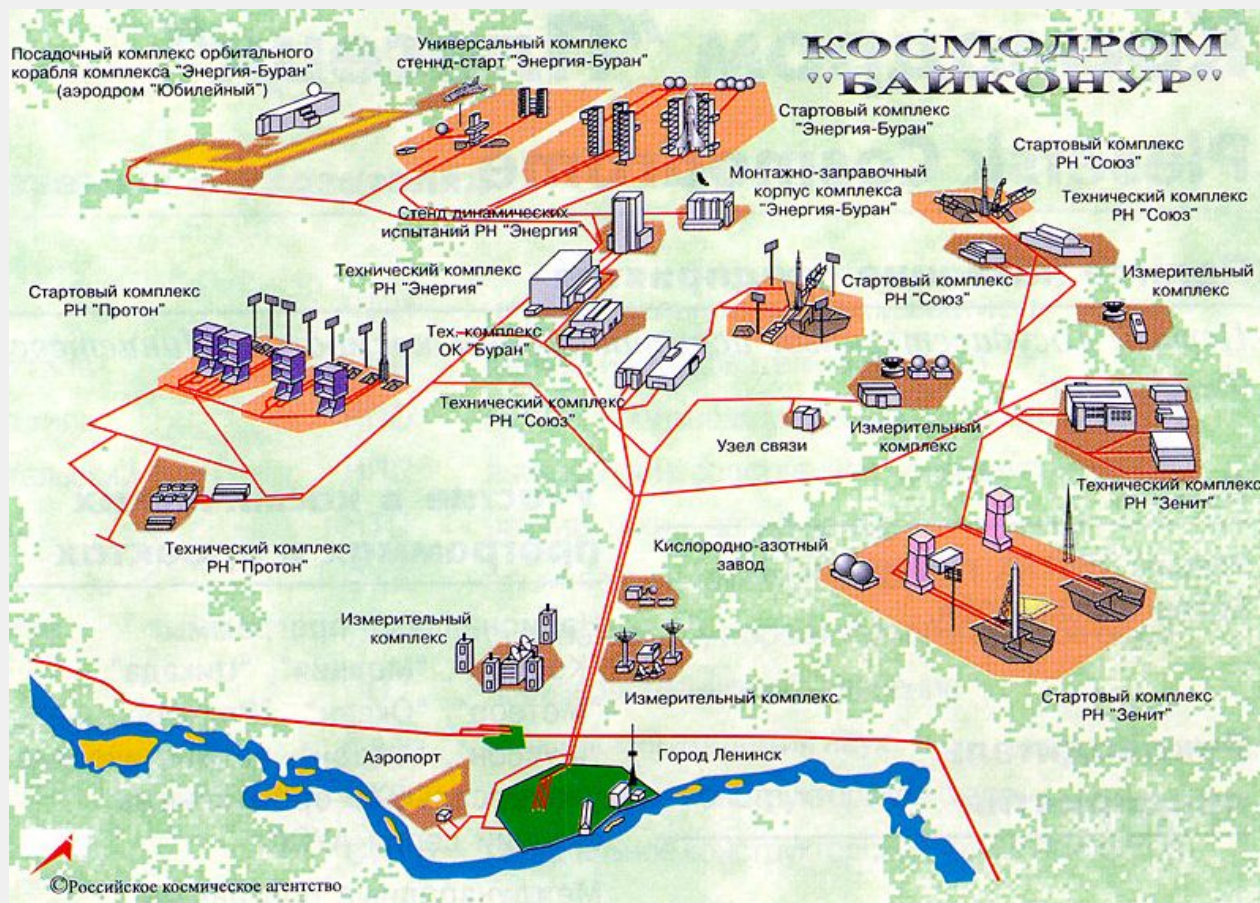 КОСМОДРОМ
"БАЙКОНУР"
Посадочный комплекс орбитального
корабля комплекса "Энергия-Буран"
(аэродром "Юбилейный")
Универсальный комплекс
стеннд-старт "Энергия-Буран"
Стартовый комплекс
"Энергия-Буран"
Стартовый комплекс
РН "Союз"
Монтажно-заправочный
корпус комплекса
"Энергия-Буран"
Технический комплекс
РН "Союз"
Стенд динамических
испытаний РН "Энергия"
Технический комплекс
РН "Энергия"
Стартовый комплекс
РН "Союз"
Измерительный
комплекс
Стартовый комплекс
РН "Протон"
Тех. комплекс
ОК "Буран"
Технический комплекс
РН "Союз"
Узел связи
Измерительный
комплекс
Технический комплекс
РН "Зенит"
Технический комплекс
РН "Протон"
Кислородно-азотный
завод
Измерительный
комплекс
Измерительный комплекс
Стартовый комплекс
РН "Зенит"
Аэропорт
Город Ленинск
©Российское космическое агентство